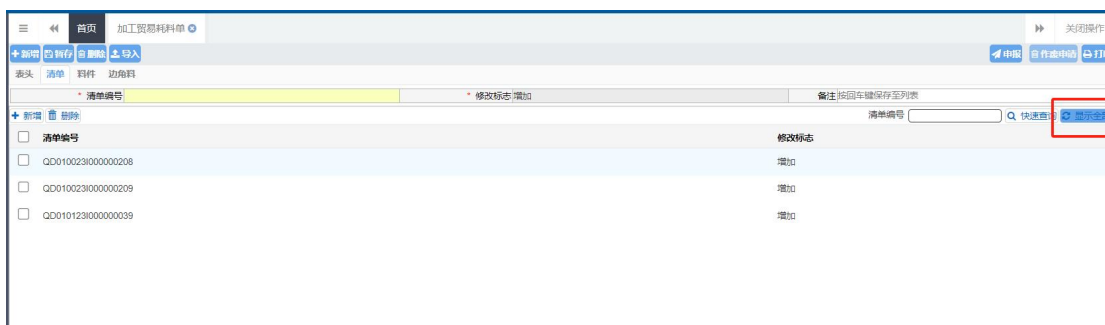 首页 加工贸易耗料单 关闭操作
新增 暂存 删除 导入 申报 作废申请
表头 清单 料件 边角料
* 清单编号 * 修改标志 增加 备注 按回车键保存至列表
+ 新增 删除 清单编号 快速查询 显示全
清单编号 修改标志
QD010023I000000208 增加
QD010023I000000209 增加
QD010123I000000039 增加